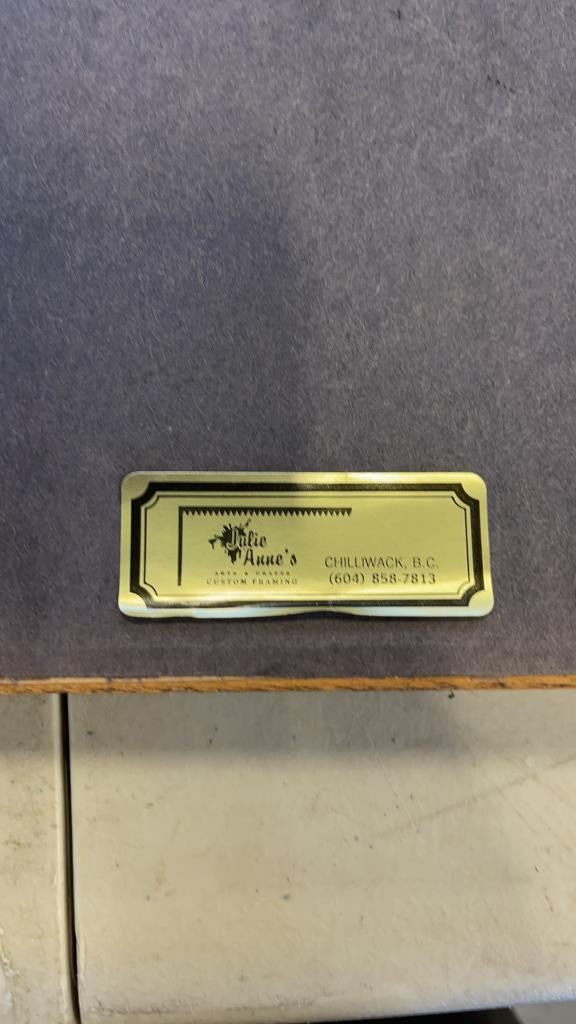 Julie
Anne's
ARTS & CRAFTS
CUSTOM FRAMING
CHILLIWACK, B.C.
(604) 858-7813